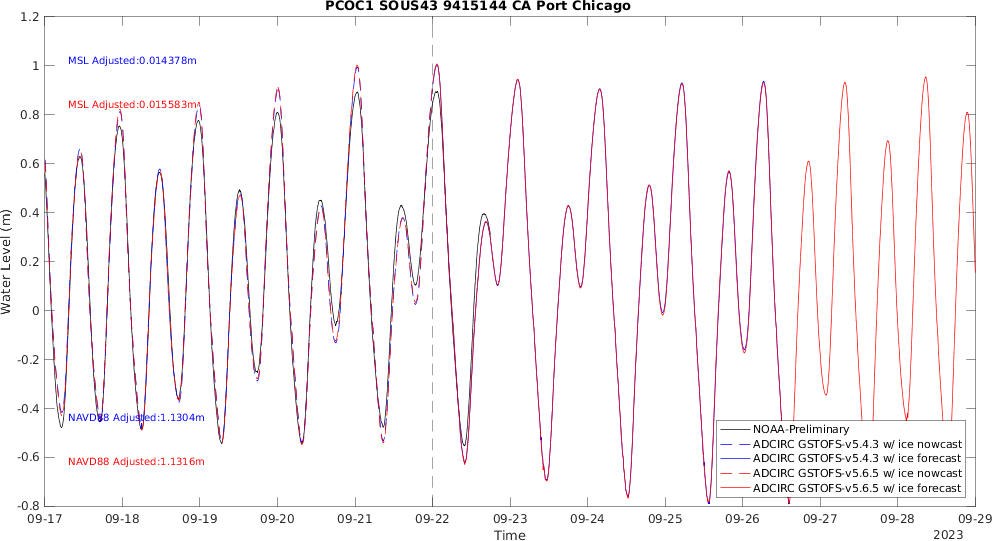 PCOC1 SOUS43 9415144 CA Port Chicago
1.2
1
0.8
0.6
0.4
0.2
0
-0.2
-0.4
-0.6
-0.8
Water Level (m)
MSL Adjusted:0.014378m
MSL Adjusted:0.015583m
NAVD88 Adjusted:1.1304m
NAVD88 Adjusted:1.1316m
NOAA-Preliminary
ADCIRC GSTOFS-v5.4.3 w/ ice nowcast
ADCIRC GSTOFS-v5.4.3 w/ ice forecast
ADCIRC GSTOFS-v5.6.5 w/ ice nowcast
ADCIRC GSTOFS-v5.6.5 w/ ice forecast
09-17 09-18 09-19 09-20 09-21 09-22 09-23 09-24 09-25 09-26 09-27 09-28 09-29
Time
2023